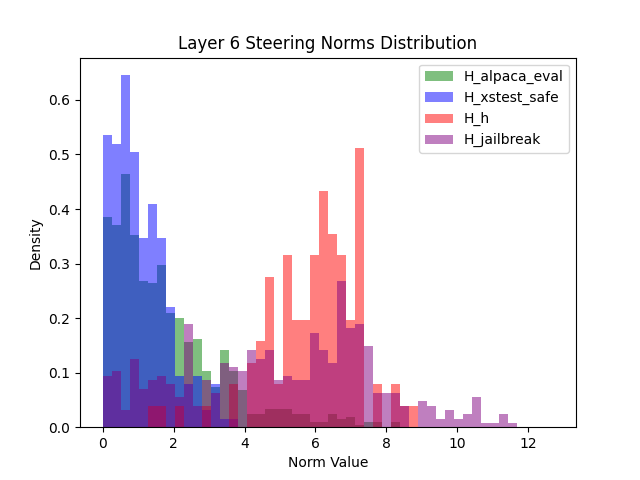 Layer 6 Steering Norms Distribution
H_alpaca_eval
H_xstest_safe
H_h
H_jailbreak
Density
0.6
0.5
0.4
0.3
0.2
0.1
0.0
0 2 4 6 8 10 12
Norm Value